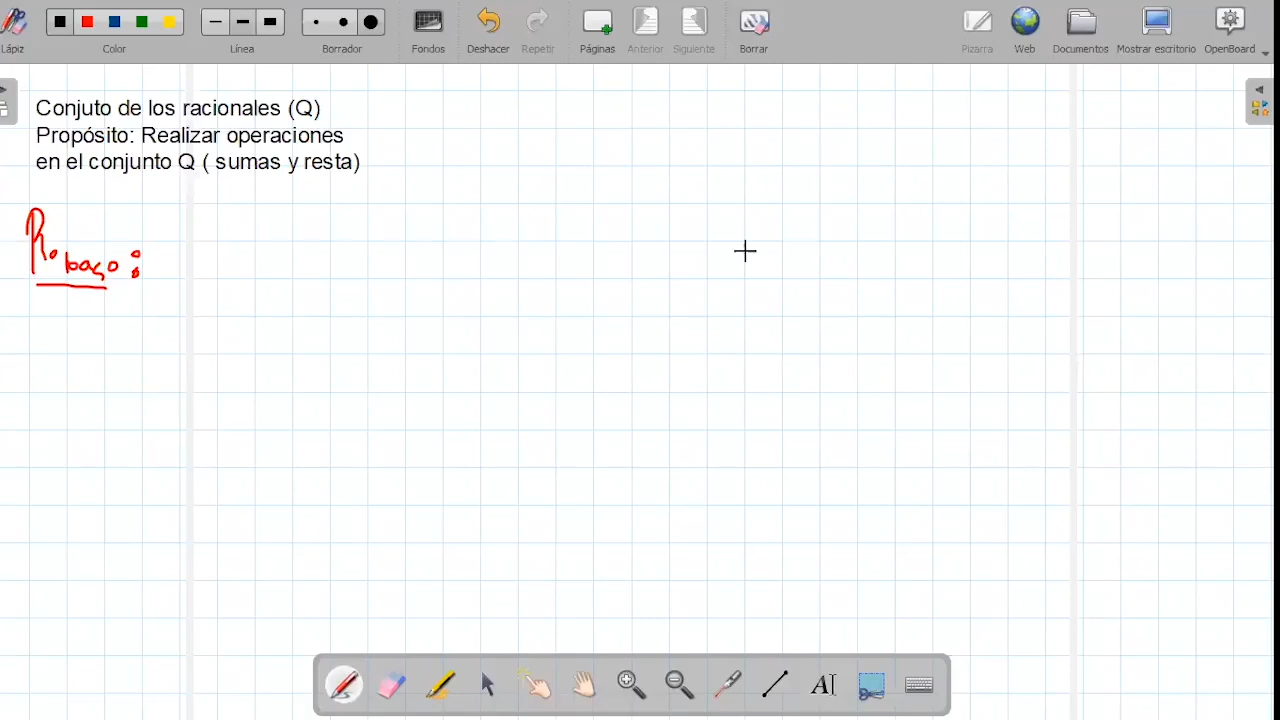 Lápiz
Color
Línea
Borrador
Fondos
Deshacer
Repetir
Páginas
Anterior
Siguiente
Borrar
Pizarra
Web
Documentos
Mostrar escritorio
OpenBoard
Conjuto de los racionales (Q)
Propósito: Realizar operaciones
en el conjunto Q ( sumas y resta)